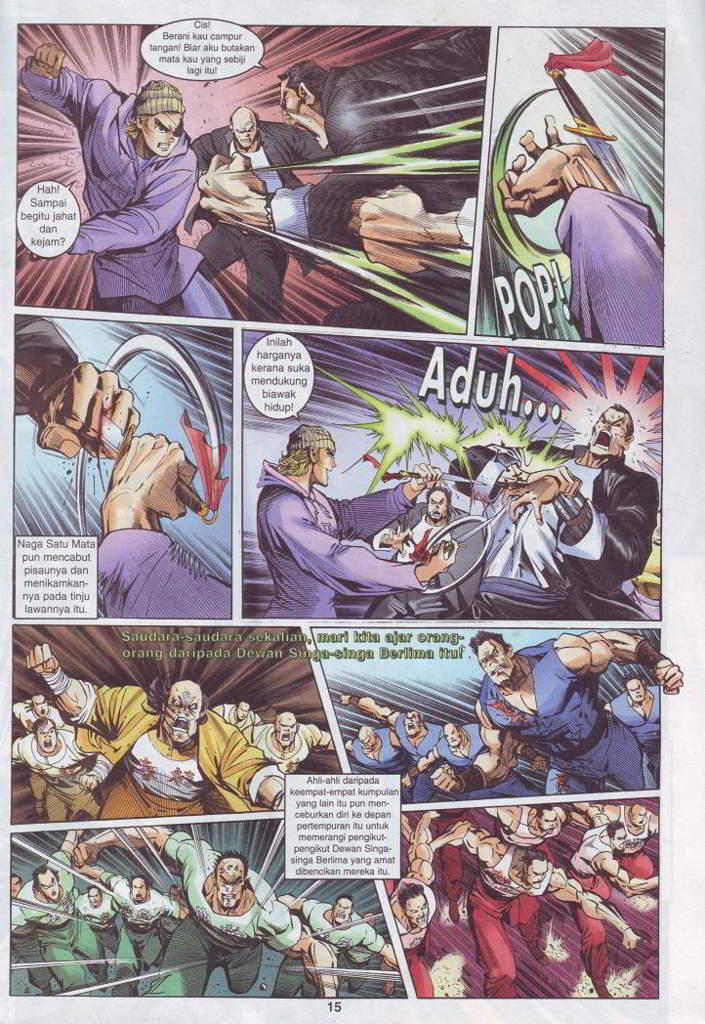 Cis!
Berani kau campur
tangan! Biar aku butakan
mata kau yang sebiji
lagi itu!
Hah!
Sampai
begitu jahat
dan
kejam?
POP!
Naga Satu Mata
pun mencabut
pisaunya dan
menikamkan-
nya pada tinju
lawannya itu.
Inilah
harganya
kerana suka
mendukung
biawak
hidup!
Aduh...
Saudara-saudara sekalian, mari kita ajar orang-
orang daripada Dewan Singa-singa Berlima itu!
Ahli-ahli daripada
keempat-empat kumpulan
yang lain itu pun men-
ceburkan diri ke depan
pertempuran itu untuk
memerangi pengikut-
pengikut Dewan Singa-
singa Berlima yang amat
dibencikan mereka itu.
15